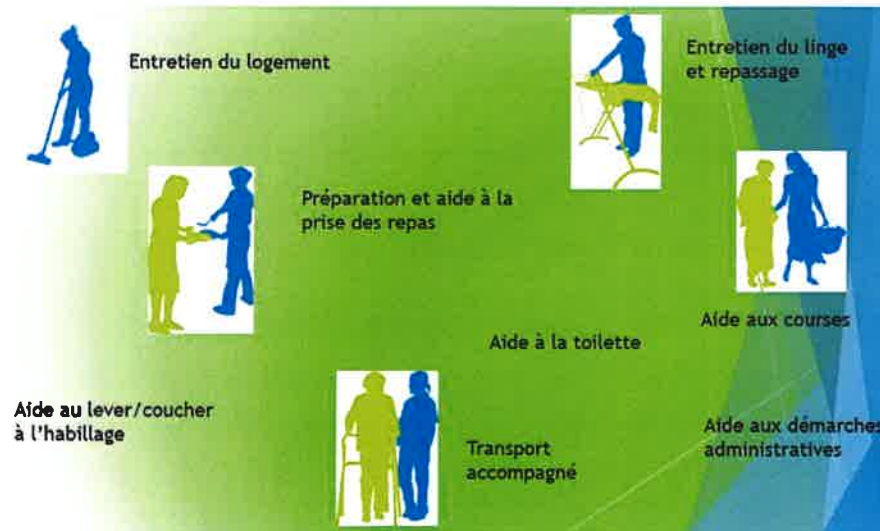 Entretien du logement
Entretien du linge
et repassage
Préparation et aide à la
prise des repas
Aide aux courses
Aide à la toilette
Aide au lever/coucher
à l'habillage
Transport
accompagné
Aide aux démarches
administratives